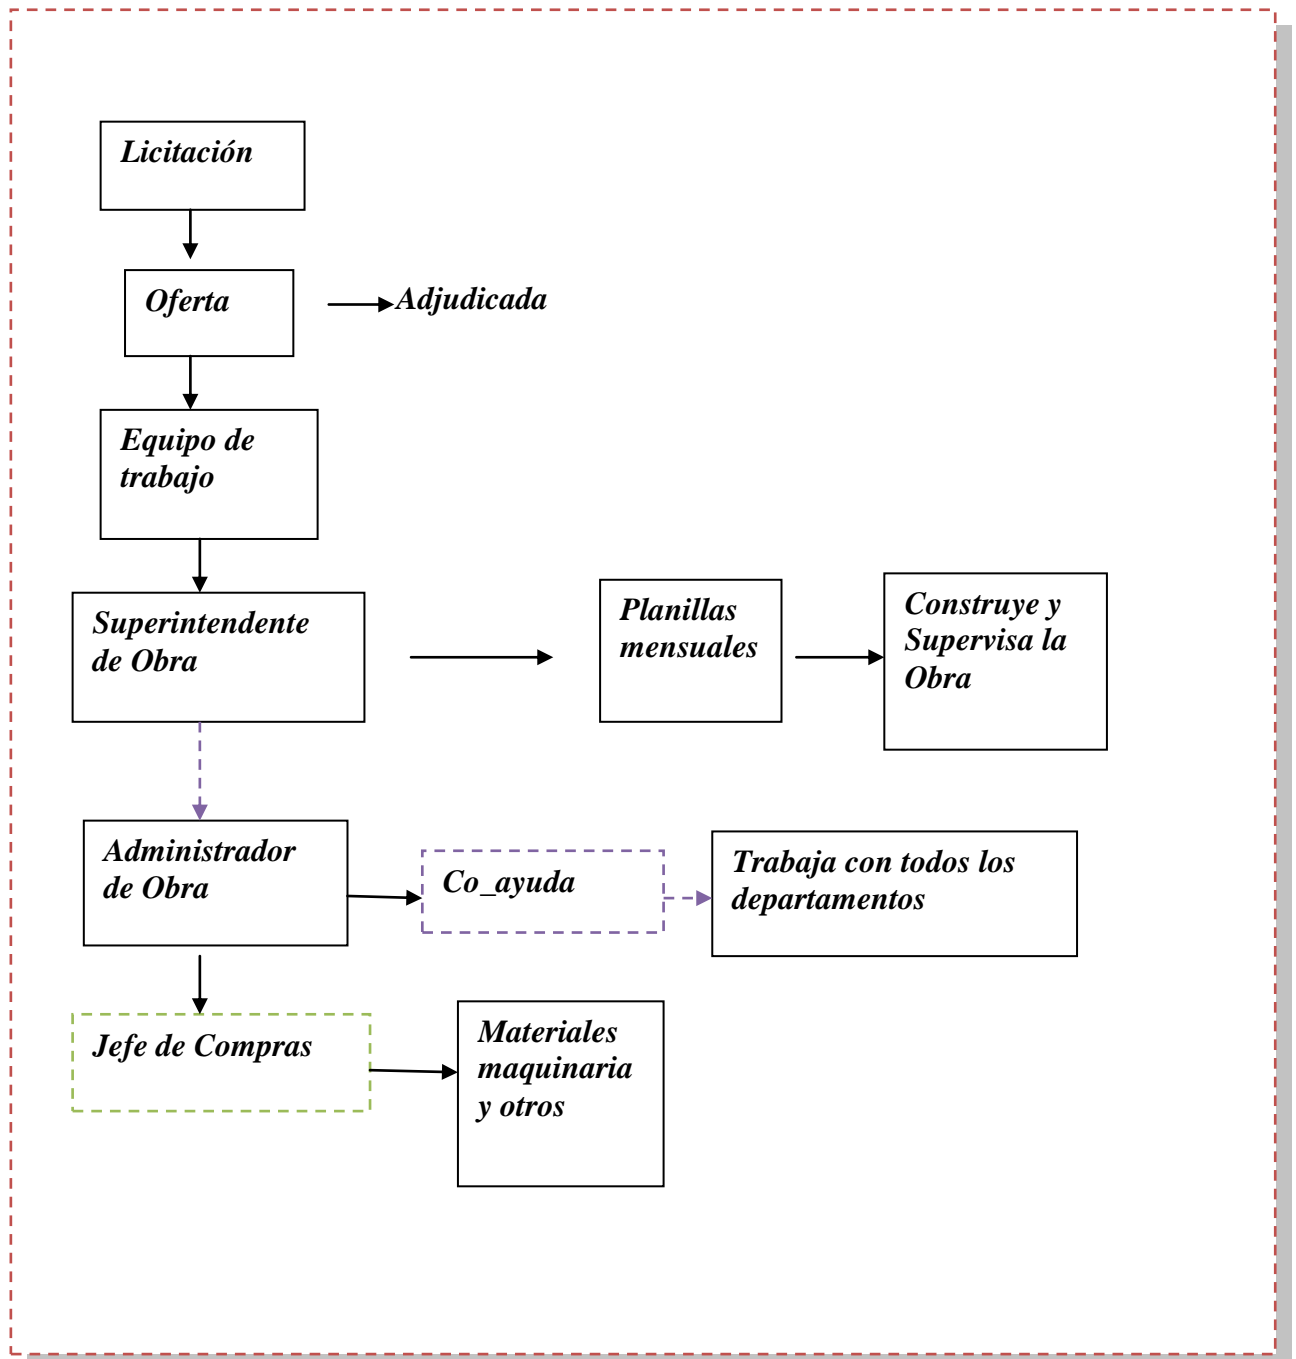 Licitación
Oferta
Adjudicada
Equipo de
trabajo
Superintendente
de Obra
Planillas
mensuales
Construye y
Supervisa la
Obra
Administrador
de Obra
Co_ayuda
Trabaja con todos los
departamentos
Jefe de Compras
Materiales
maquinaria
y otros